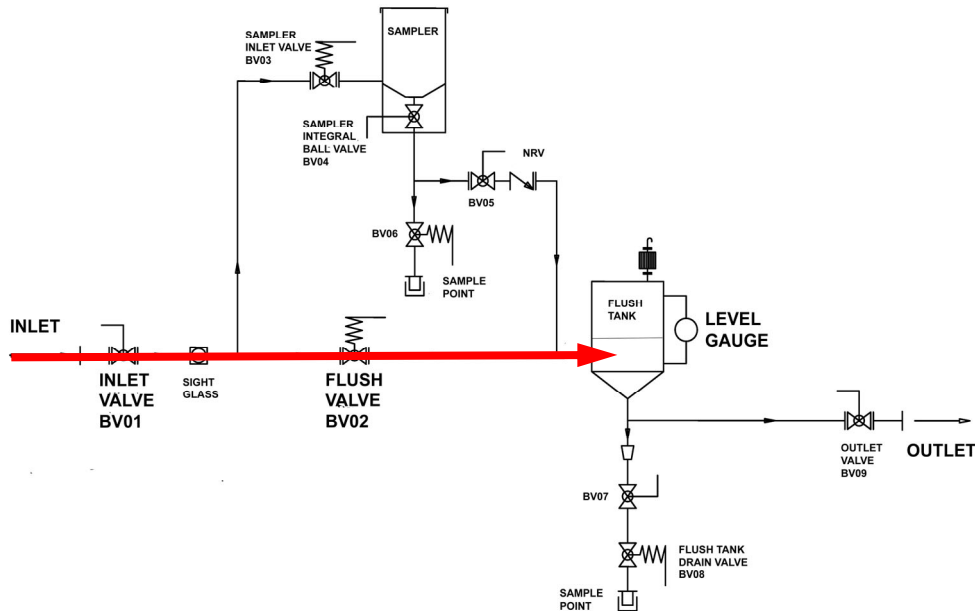 SAMPLER
INLET VALVE
BV03
SAMPLER
SAMPLER
INTEGRAL
BALL VALVE
BV04
NRV
BV05
BV06
SAMPLE
POINT
FLUSH
TANK
LEVEL
GAUGE
INLET
INLET
VALVE
BV01
SIGHT
GLASS
FLUSH
VALVE
BV02
OUTLET
VALVE
BV09
OUTLET
BV07
FLUSH TANK
DRAIN VALVE
BV08
SAMPLE
POINT